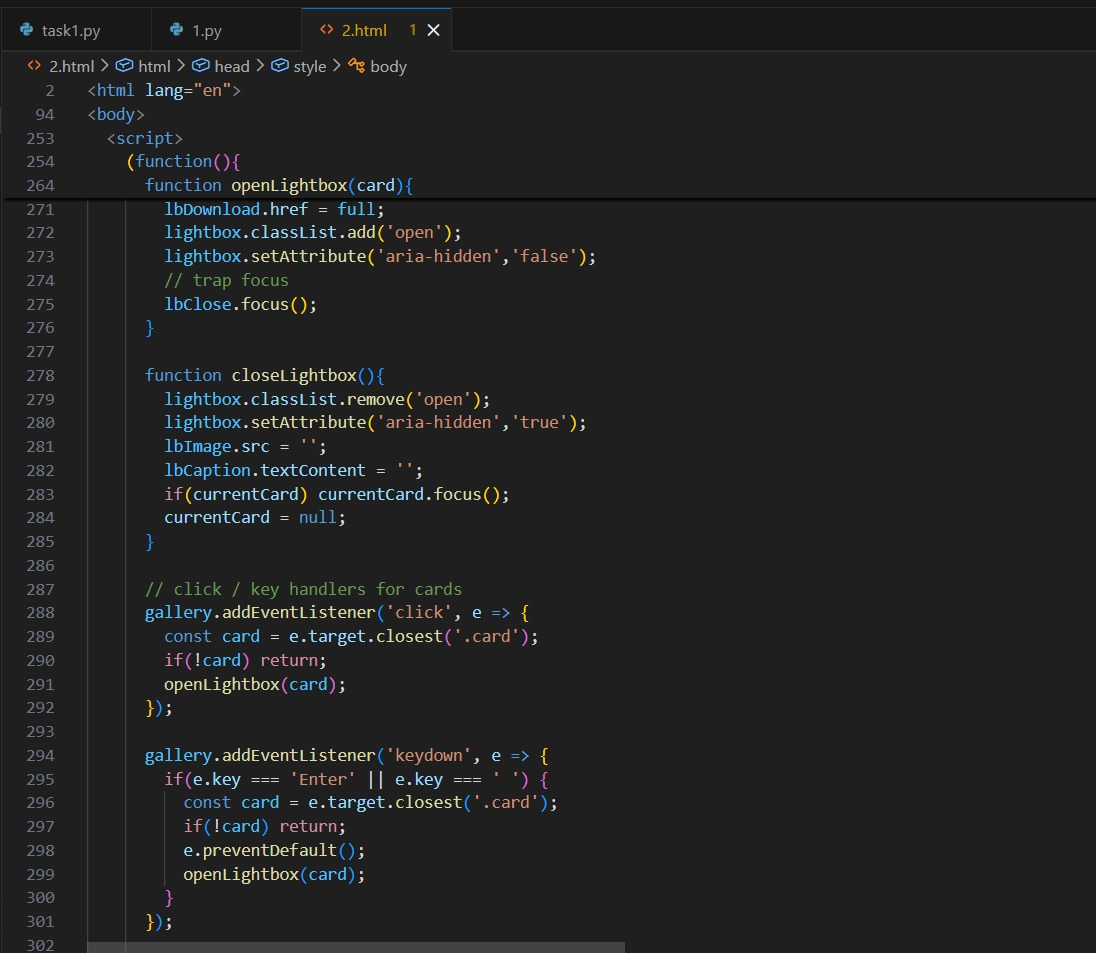 task1.py 1.py 2.html 1
2.html > html > head > style > body
2 <html lang="en">
94 <body>
253 <script>
254 (function(){
264 function openLightbox(card){
271 lbDownload.href = full;
272 lightbox.classList.add('open');
273 lightbox.setAttribute('aria-hidden','false');
274 // trap focus
275 lbClose.focus();
276 }
277
278 function closeLightbox(){
279 lightbox.classList.remove('open');
280 lightbox.setAttribute('aria-hidden','true');
281 lbImage.src = '';
282 lbCaption.textContent = '';
283 if(currentCard) currentCard.focus();
284 currentCard = null;
285 }
286
287 // click / key handlers for cards
288 gallery.addEventListener('click', e => {
289 const card = e.target.closest('.card');
290 if(!card) return;
291 openLightbox(card);
292 });
293
294 gallery.addEventListener('keydown', e => {
295 if(e.key === 'Enter' || e.key === ' ') {
296 const card = e.target.closest('.card');
297 if(!card) return;
298 e.preventDefault();
299 openLightbox(card);
300 }
301 });
302